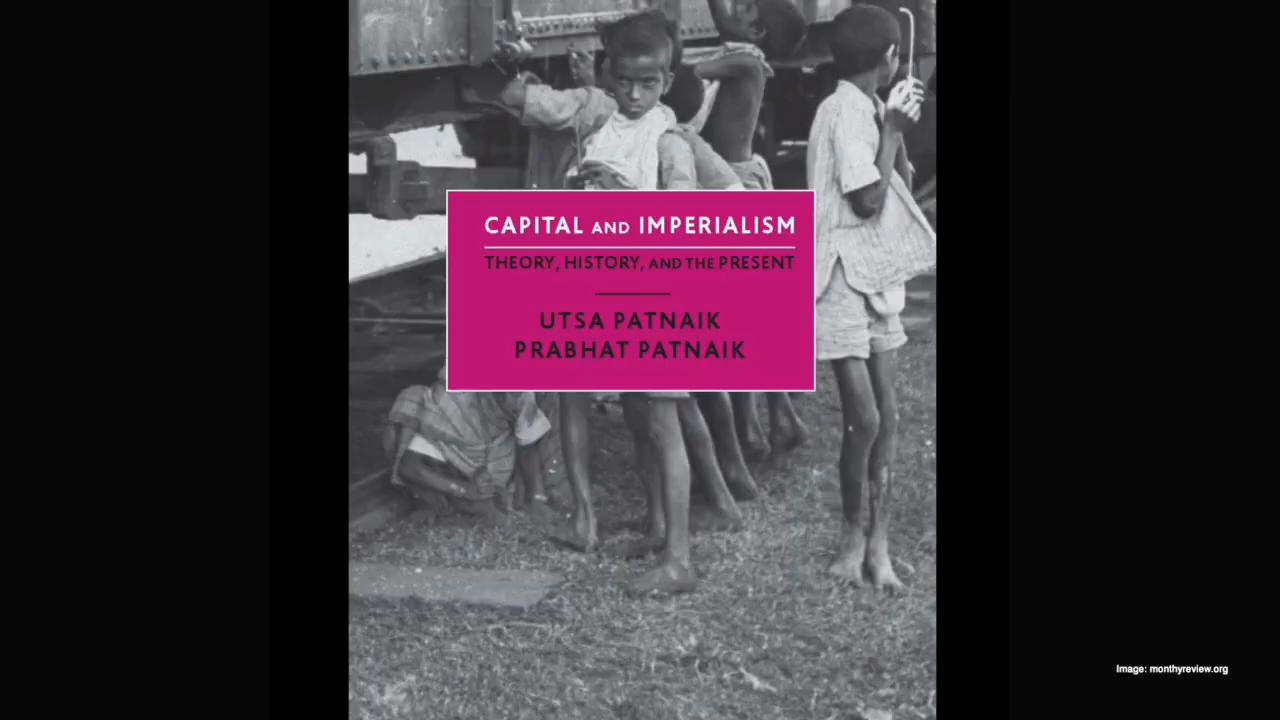 CAPITAL AND IMPERIALISM
THEORY, HISTORY, AND THE PRESENT
UTSA PATNAIK
PRABHAT PATNAIK
Image: monthyreview.org